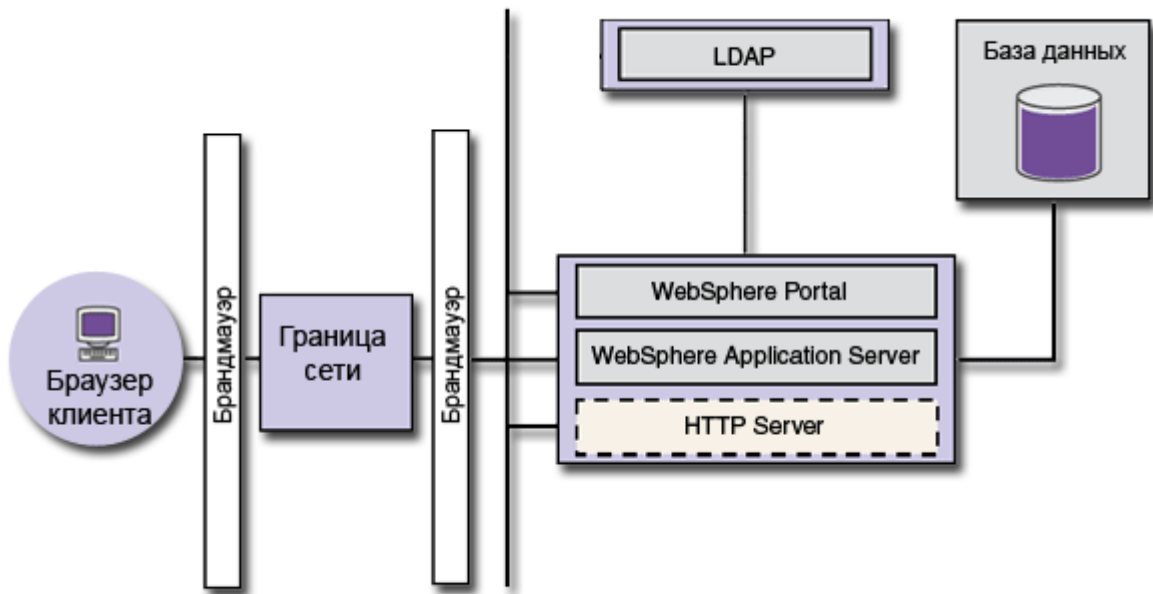 LDAP
База данных
Браузер
клиента
Брандмауэр
Граница
сети
Брандмауэр
WebSphere Portal
WebSphere Application Server
HTTP Server